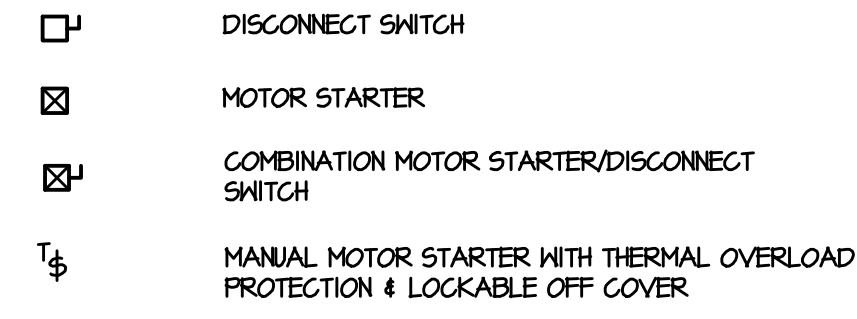 DISCONNECT SWITCH
MOTOR STARTER
COMBINATION MOTOR STARTER/DISCONNECT
SWITCH
T$ MANUAL MOTOR STARTER WITH THERMAL OVERLOAD
PROTECTION & LOCKABLE OFF COVER